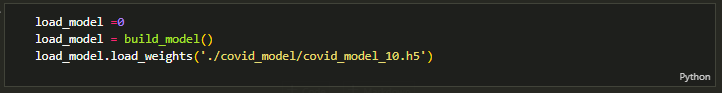 load_model =0
load_model = build_model()
load_model.load_weights('./covid_model/covid_model_10.h5')
Python